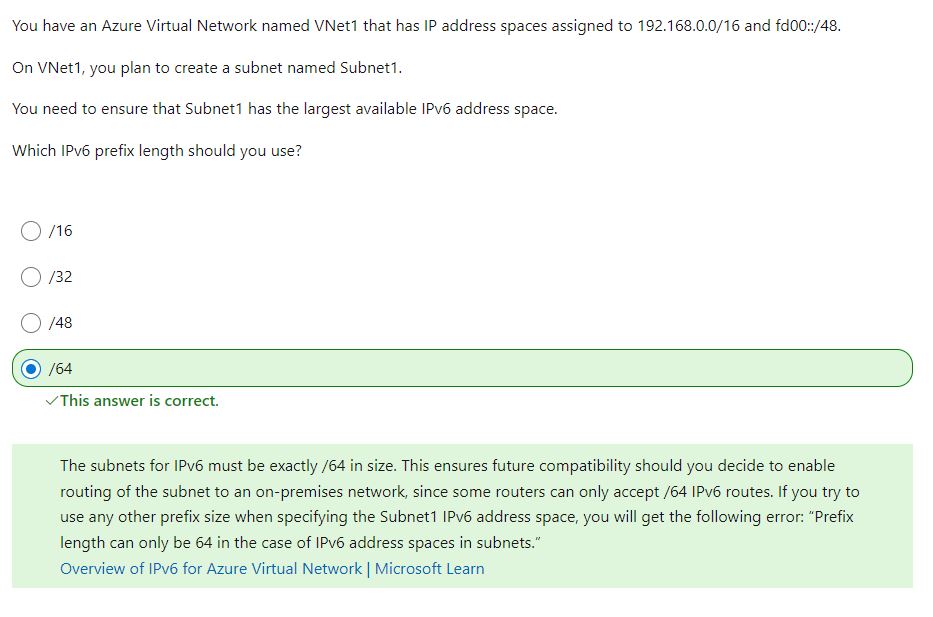 You have an Azure Virtual Network named VNet1 that has IP address spaces assigned to 192.168.0.0/16 and fd00::/48.
On VNet1, you plan to create a subnet named Subnet1.
You need to ensure that Subnet1 has the largest available IPv6 address space.
Which IPv6 prefix length should you use?
/16
/32
/48
/64
✓This answer is correct.
The subnets for IPv6 must be exactly /64 in size. This ensures future compatibility should you decide to enable
routing of the subnet to an on-premises network, since some routers can only accept /64 IPv6 routes. If you try to
use any other prefix size when specifying the Subnet1 IPv6 address space, you will get the following error: “Prefix
length can only be 64 in the case of IPv6 address spaces in subnets.”
Overview of IPv6 for Azure Virtual Network | Microsoft Learn